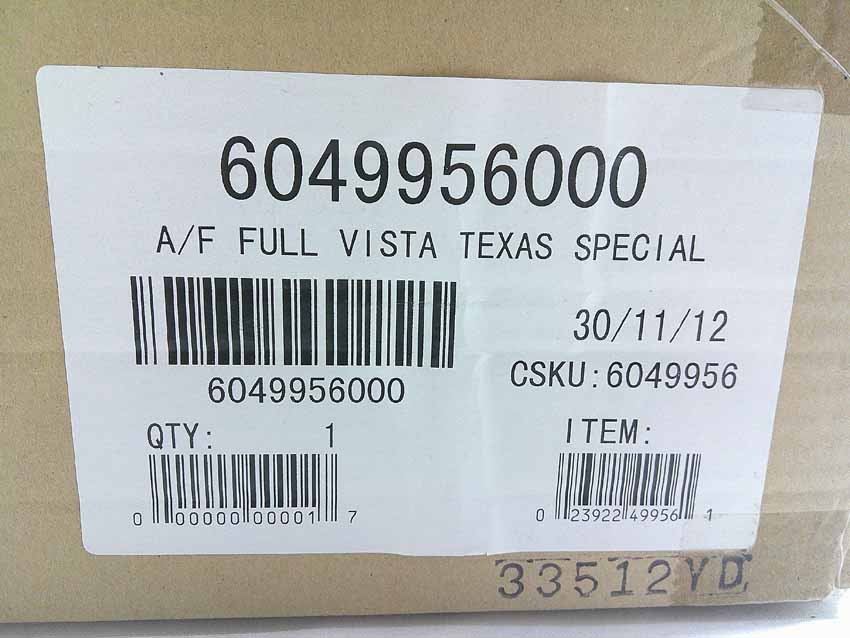 6049956000
A/F FULL VISTA TEXAS SPECIAL
6049956000
30/11/12
CSKU:6049956
QTY: 1
ITEM:
0 00000 00001 7
0 23922 49956 1
33512YD